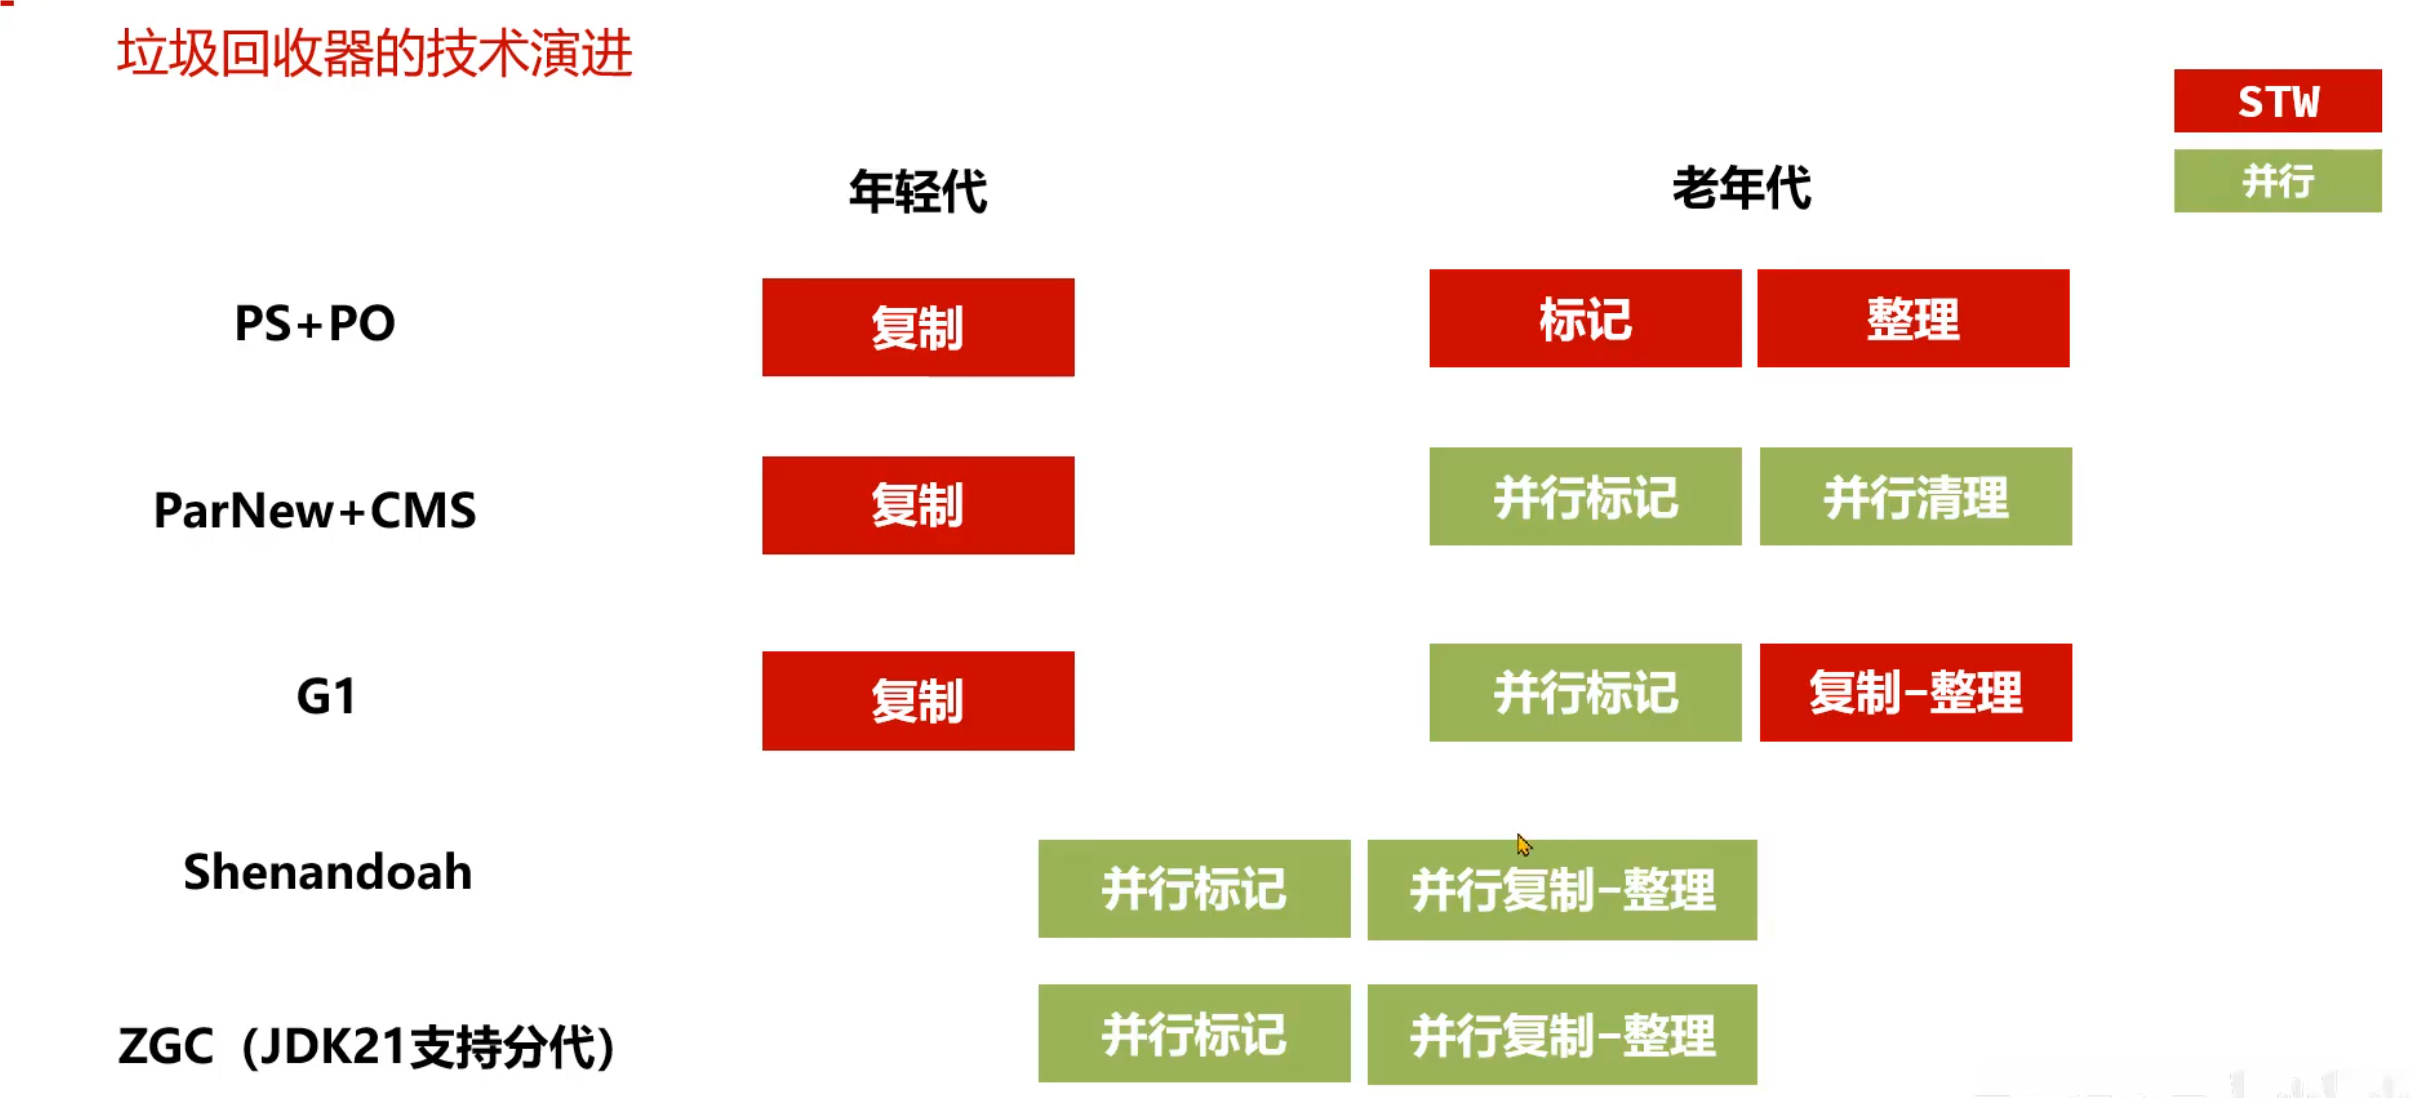 垃圾回收器的技术演进
STW
并行
年轻代
老年代
PS+PO
复制
标记
整理
ParNew+CMS
复制
并行标记
并行清理
G1
复制
并行标记
复制-整理
Shenandoah
并行标记
并行复制-整理
ZGC（JDK21支持分代）
并行标记
并行复制-整理